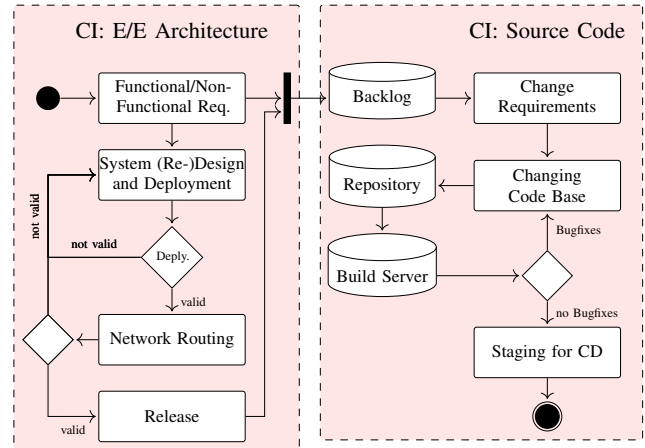 CI: E/E Architecture
Functional/Non-
Functional Req.
System (Re-)Design
and Deployment
not valid
not valid
Deply.
valid
Network Routing
Release
valid
CI: Source Code
Backlog
Change
Requirements
Repository
Changing
Code Base
Bugfixes
Build Server
no Bugfixes
Staging for CD